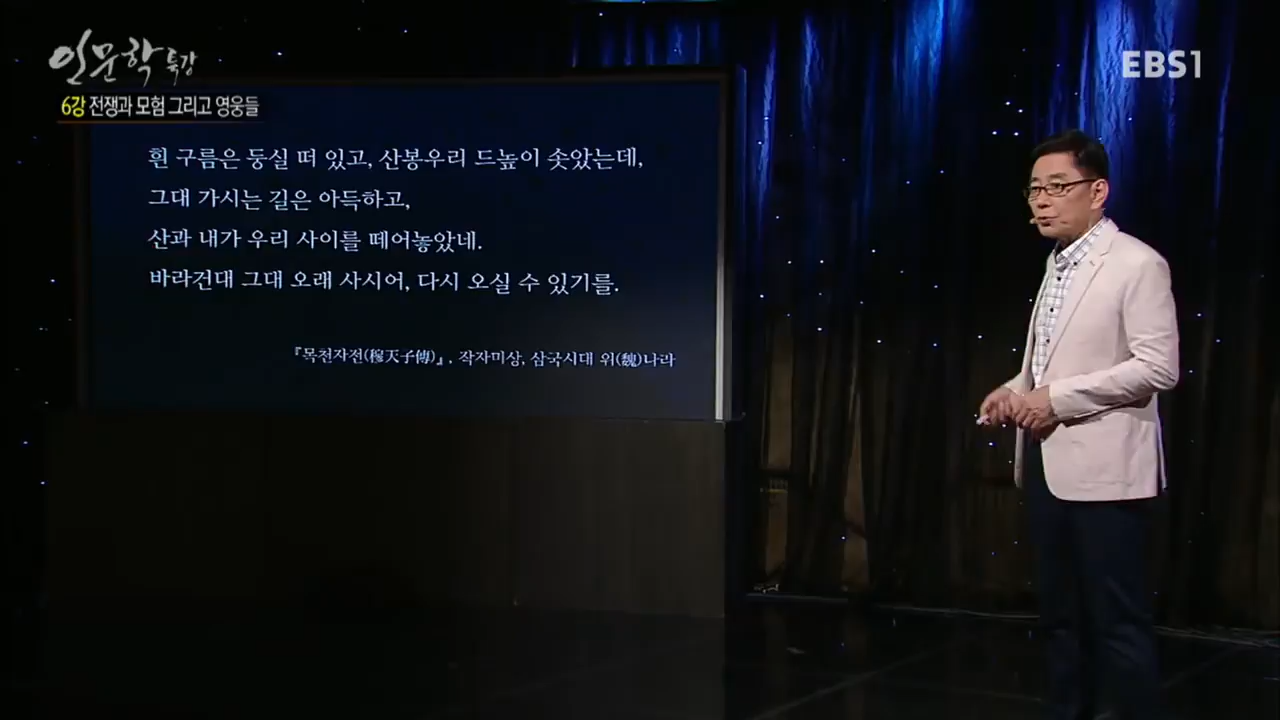 인문학 특강
EBS1
6강 전쟁과 모험 그리고 영웅들
흰 구름은 둥실 떠 있고, 산봉우리 드높이 솟았는데,
그대 가시는 길은 아득하고,
산과 내가 우리 사이를 떼어놓았네.
바라건대 그대 오래 사시어, 다시 오실 수 있기를.
『목천자전(穆天子傳)』, 작자미상, 삼국시대 위(魏)나라